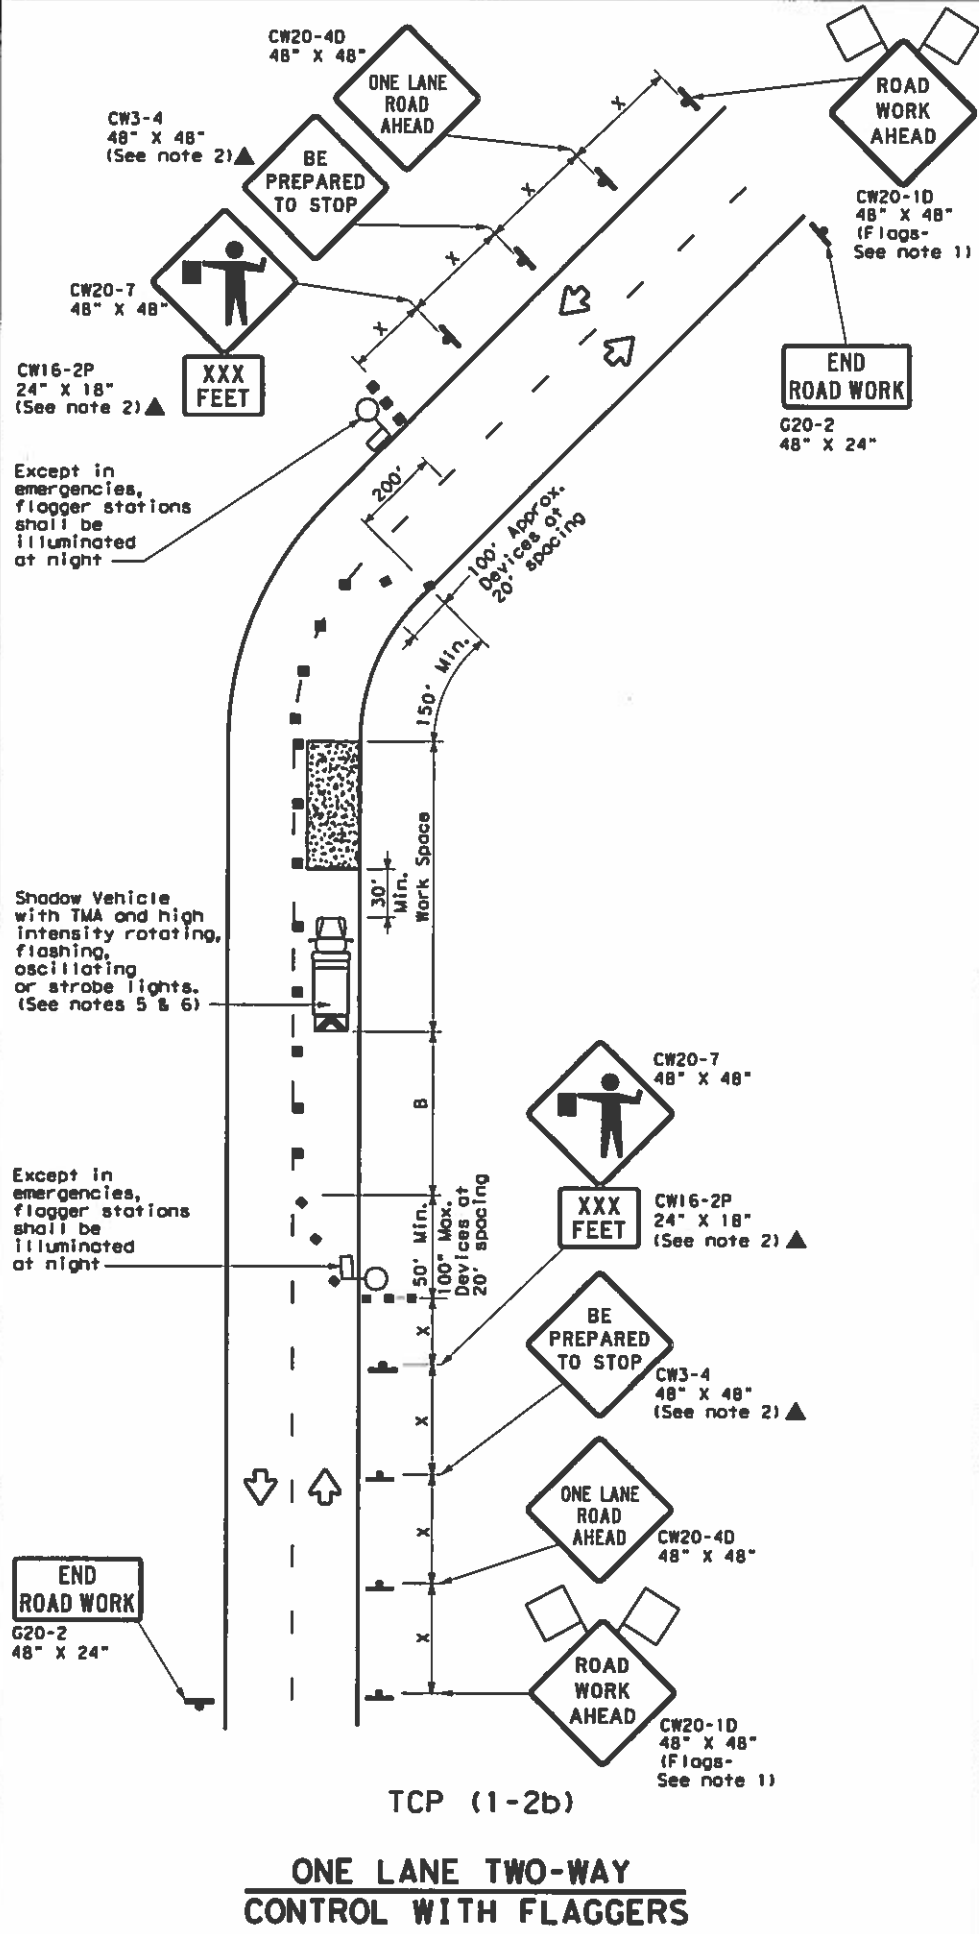 CW20-4D
48" X 48"
ONE LANE
ROAD
AHEAD
ROAD
WORK
AHEAD
CW20-1D
48" X 48"
(Flags-
See note 1)
CW3-4
48" X 48"
(See note 2)▲
BE
PREPARED
TO STOP
CW20-7
48" X 48"
CW16-2P
24" X 18"
(See note 2)▲
XXX
FEET
X
X
X
X
END
ROAD WORK
G20-2
48" X 24"
Except in
emergencies,
flagger stations
shall be
illuminated
at night
200'
100' Approx.
Devices at
20' spacing
150' Min.
Work Space
30'
Min.
Shadow Vehicle
with TMA and high
intensity rotating,
flashing,
oscillating
or strobe lights.
(See notes 5 & 6)
B
CW20-7
48" X 48"
XXX
FEET
CW16-2P
24" X 18"
(See note 2)▲
Except in
emergencies,
flagger stations
shall be
illuminated
at night
50' Min.
100" Max.
Devices at
20' spacing
X
X
X
X
BE
PREPARED
TO STOP
CW3-4
48" X 48"
(See note 2)▲
ONE LANE
ROAD
AHEAD
CW20-4D
48" X 48"
END
ROAD WORK
G20-2
48" X 24"
ROAD
WORK
AHEAD
CW20-1D
48" X 48"
(Flags-
See note 1)
TCP (1-2b)
ONE LANE TWO-WAY
CONTROL WITH FLAGGERS